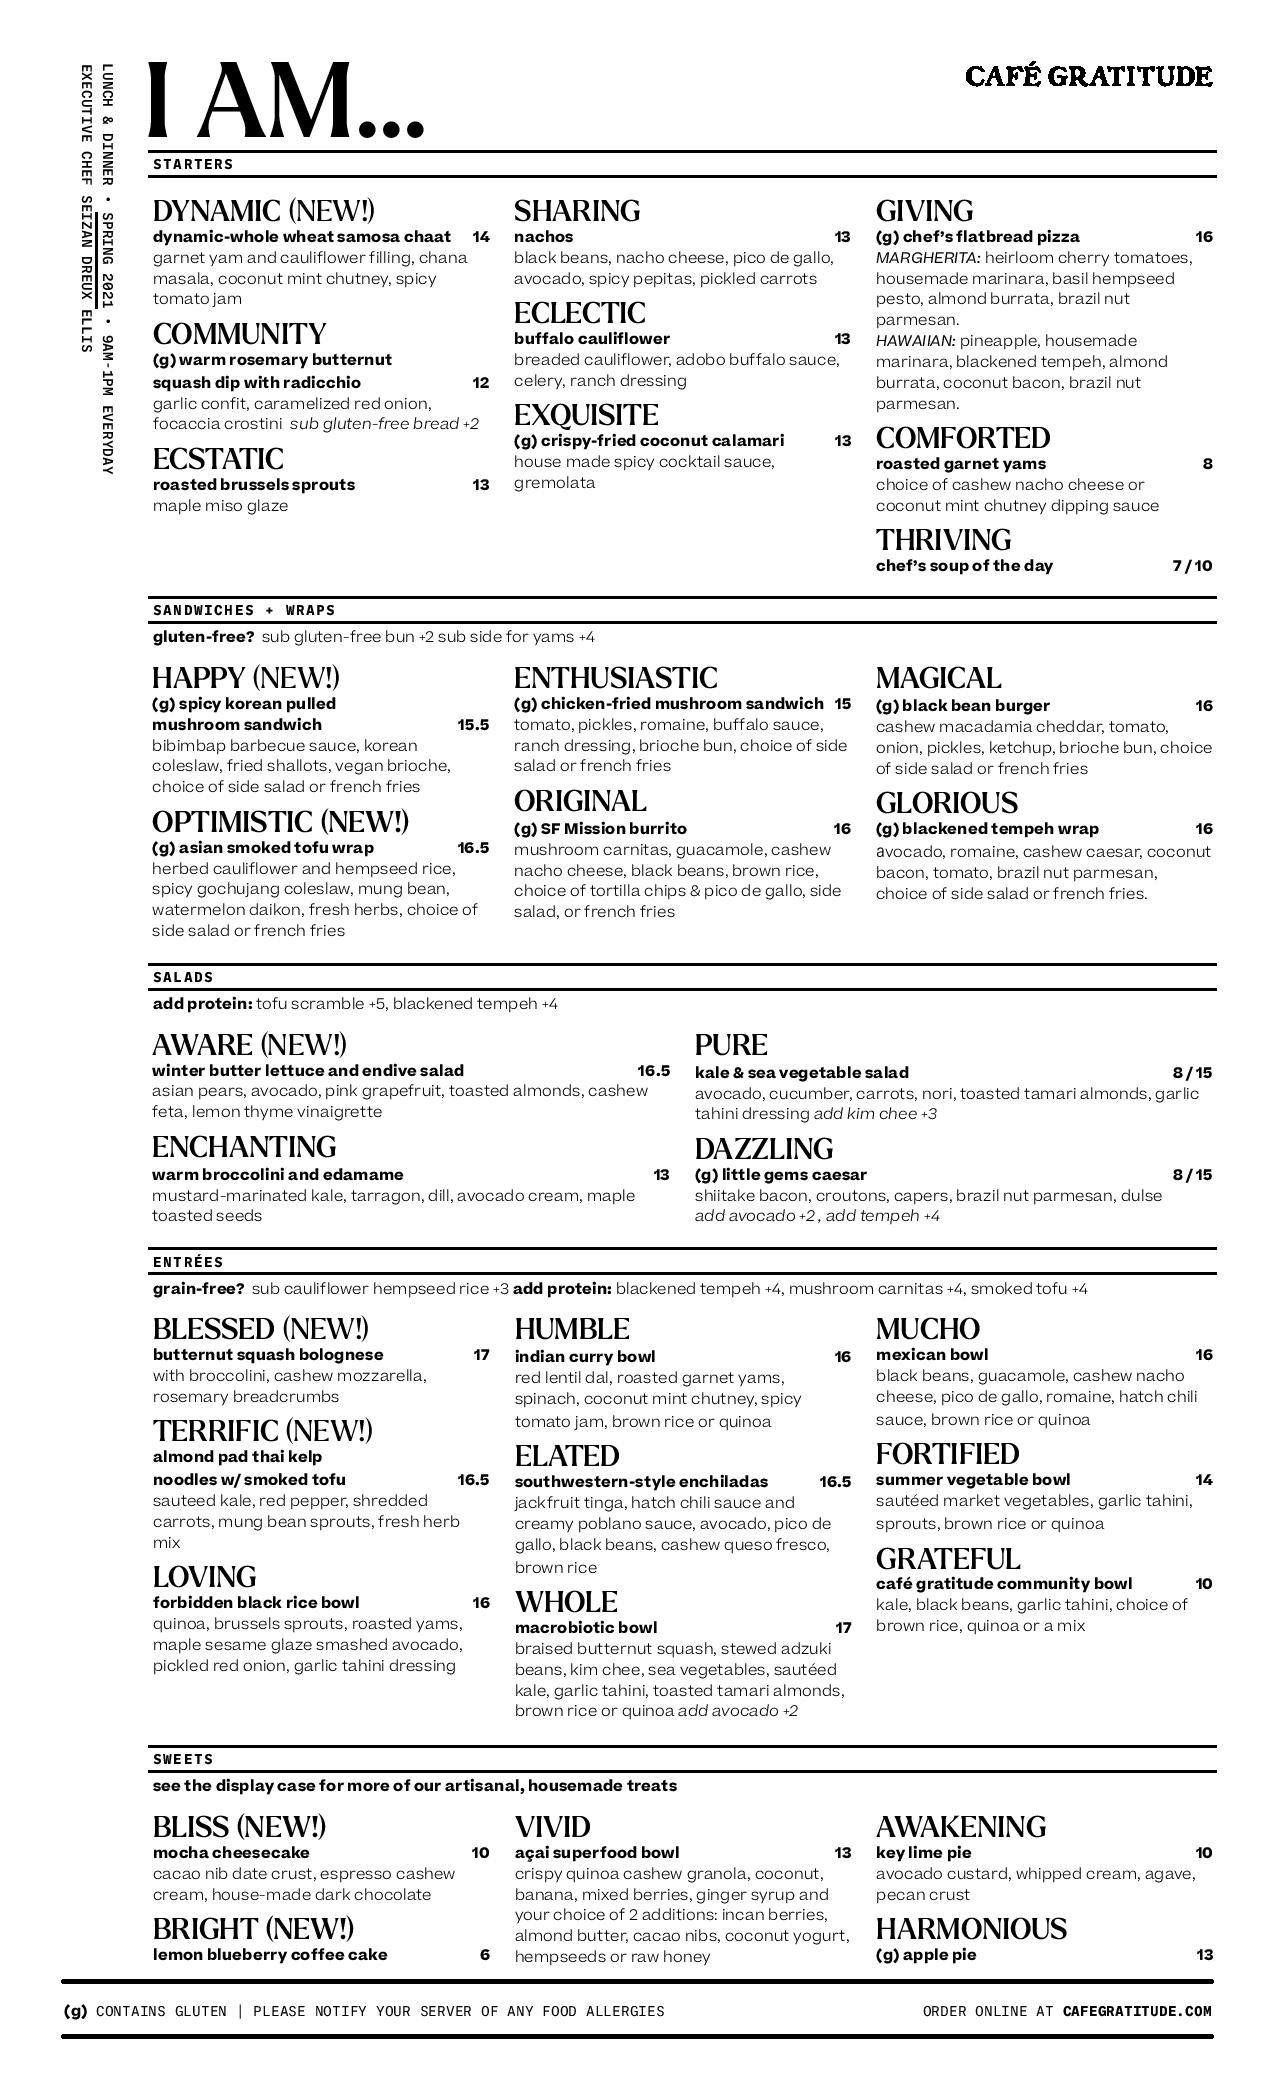 LUNCH & DINNER • SPRING 2021 • 9AM-1PM EVERYDAY
EXECUTIVE CHEF SEIZAN DREUX ELLIS
I AM...
CAFÉ GRATITUDE
STARTERS
DYNAMIC (NEW!)
dynamic-whole wheat samosa chaat 14
garnet yam and cauliflower filling, chana
masala, coconut mint chutney, spicy
tomato jam
COMMUNITY
(g) warm rosemary butternut
squash dip with radicchio 12
garlic confit, caramelized red onion,
focaccia crostini sub gluten-free bread +2
ECSTATIC
roasted brussels sprouts 13
maple miso glaze
SHARING
nachos 13
black beans, nacho cheese, pico de gallo,
avocado, spicy pepitas, pickled carrots
ECLECTIC
buffalo cauliflower 13
breaded cauliflower, adobo buffalo sauce,
celery, ranch dressing
EXQUISITE
(g) crispy-fried coconut calamari 13
house made spicy cocktail sauce,
gremolata
GIVING
(g) chef's flatbread pizza 16
MARGHERITA: heirloom cherry tomatoes,
housemade marinara, basil hempseed
pesto, almond burrata, brazil nut
parmesan.
HAWAIIAN: pineapple, housemade
marinara, blackened tempeh, almond
burrata, coconut bacon, brazil nut
parmesan.
COMFORTED
roasted garnet yams 8
choice of cashew nacho cheese or
coconut mint chutney dipping sauce
THRIVING
chef's soup of the day 7 / 10
SANDWICHES + WRAPS
gluten-free? sub gluten-free bun +2 sub side for yams +4
HAPPY (NEW!)
(g) spicy korean pulled
mushroom sandwich 15.5
bibimbap barbecue sauce, korean
coleslaw, fried shallots, vegan brioche,
choice of side salad or french fries
OPTIMISTIC (NEW!)
(g) asian smoked tofu wrap 16.5
herbed cauliflower and hempseed rice,
spicy gochujang coleslaw, mung bean,
watermelon daikon, fresh herbs, choice of
side salad or french fries
ENTHUSIASTIC
(g) chicken-fried mushroom sandwich 15
tomato, pickles, romaine, buffalo sauce,
ranch dressing, brioche bun, choice of side
salad or french fries
ORIGINAL
(g) SF Mission burrito 16
mushroom carnitas, guacamole, cashew
nacho cheese, black beans, brown rice,
choice of tortilla chips & pico de gallo, side
salad, or french fries
MAGICAL
(g) black bean burger 16
cashew macadamia cheddar, tomato,
onion, pickles, ketchup, brioche bun, choice
of side salad or french fries
GLORIOUS
(g) blackened tempeh wrap 16
avocado, romaine, cashew caesar, coconut
bacon, tomato, brazil nut parmesan,
choice of side salad or french fries.
SALADS
add protein: tofu scramble +5, blackened tempeh +4
AWARE (NEW!)
winter butter lettuce and endive salad 16.5
asian pears, avocado, pink grapefruit, toasted almonds, cashew
feta, lemon thyme vinaigrette
ENCHANTING
warm broccolini and edamame 13
mustard-marinated kale, tarragon, dill, avocado cream, maple
toasted seeds
PURE
kale & sea vegetable salad 8 / 15
avocado, cucumber, carrots, nori, toasted tamari almonds, garlic
tahini dressing add kim chee +3
DAZZLING
(g) little gems caesar 8 / 15
shiitake bacon, croutons, capers, brazil nut parmesan, dulse
add avocado +2 , add tempeh +4
ENTRÉES
grain-free? sub cauliflower hempseed rice +3 add protein: blackened tempeh +4, mushroom carnitas +4, smoked tofu +4
BLESSED (NEW!)
butternut squash bolognese 17
with broccolini, cashew mozzarella,
rosemary breadcrumbs
TERRIFIC (NEW!)
almond pad thai kelp
noodles w/ smoked tofu 16.5
sauteed kale, red pepper, shredded
carrots, mung bean sprouts, fresh herb
mix
LOVING
forbidden black rice bowl 16
quinoa, brussels sprouts, roasted yams,
maple sesame glaze smashed avocado,
pickled red onion, garlic tahini dressing
HUMBLE
indian curry bowl 16
red lentil dal, roasted garnet yams,
spinach, coconut mint chutney, spicy
tomato jam, brown rice or quinoa
ELATED
southwestern-style enchiladas 16.5
jackfruit tinga, hatch chili sauce and
creamy poblano sauce, avocado, pico de
gallo, black beans, cashew queso fresco,
brown rice
WHOLE
macrobiotic bowl 17
braised butternut squash, stewed adzuki
beans, kim chee, sea vegetables, sautéed
kale, garlic tahini, toasted tamari almonds,
brown rice or quinoa add avocado +2
MUCHO
mexican bowl 16
black beans, guacamole, cashew nacho
cheese, pico de gallo, romaine, hatch chili
sauce, brown rice or quinoa
FORTIFIED
summer vegetable bowl 14
sautéed market vegetables, garlic tahini,
sprouts, brown rice or quinoa
GRATEFUL
café gratitude community bowl 10
kale, black beans, garlic tahini, choice of
brown rice, quinoa or a mix
SWEETS
see the display case for more of our artisanal, housemade treats
BLISS (NEW!)
mocha cheesecake 10
cacao nib date crust, espresso cashew
cream, house-made dark chocolate
BRIGHT (NEW!)
lemon blueberry coffee cake 6
VIVID
açai superfood bowl 13
crispy quinoa cashew granola, coconut,
banana, mixed berries, ginger syrup and
your choice of 2 additions: incan berries,
almond butter, cacao nibs, coconut yogurt,
hempseeds or raw honey
AWAKENING
key lime pie 10
avocado custard, whipped cream, agave,
pecan crust
HARMONIOUS
(g) apple pie 13
(g) CONTAINS GLUTEN | PLEASE NOTIFY YOUR SERVER OF ANY FOOD ALLERGIES
ORDER ONLINE AT CAFEGRATITUDE.COM